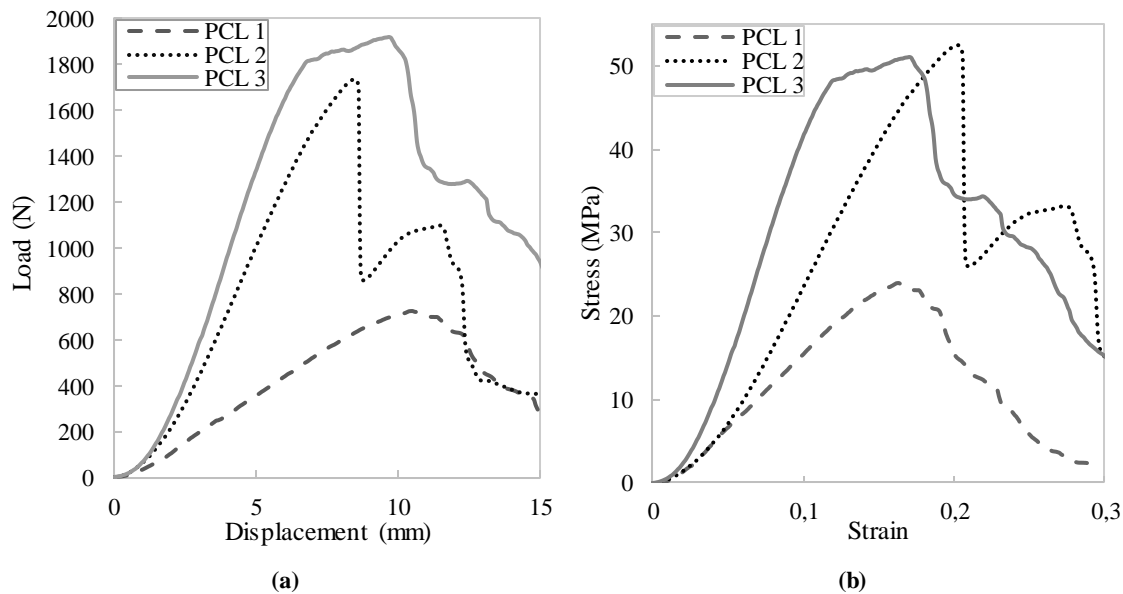 2000
1800
1600
1400
1200
1000
800
600
400
200
0
Load (N)
PCL 1
PCL 2
PCL 3
0 5 10 15
Displacement (mm)
(a)
50
40
30
20
10
0
Stress (MPa)
PCL 1
PCL 2
PCL 3
0 0,1 0,2 0,3
Strain
(b)